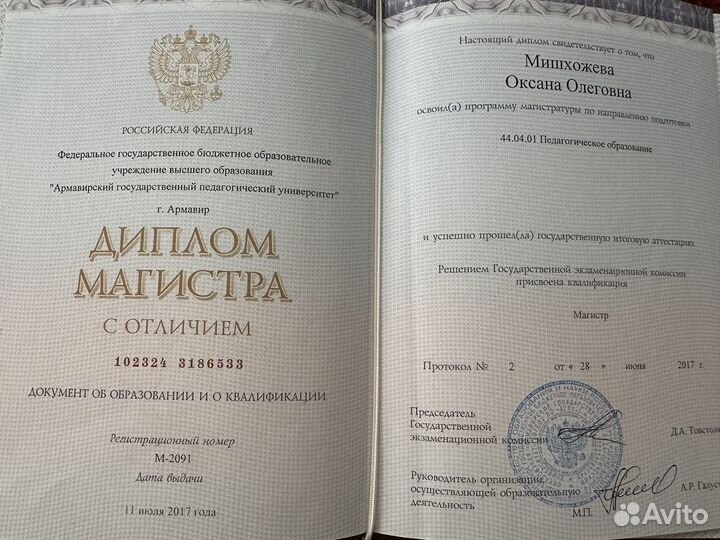 РОССИЙСКАЯ ФЕДЕРАЦИЯ
Федеральное государственное бюджетное образовательное
учреждение высшего образования
"Армавирский государственный педагогический университет"
г. Армавир
ДИПЛОМ
МАГИСТРА
С ОТЛИЧИЕМ
102324 3186533
ДОКУМЕНТ ОБ ОБРАЗОВАНИИ И О КВАЛИФИКАЦИИ
Регистрационный номер
М-2091
Дата выдачи
11 июля 2017 года
Настоящий диплом свидетельствует о том, что
Мишхожева
Оксана Олеговна
освоил(а) программу магистратуры по направлению подготовки
44.04.01 Педагогическое образование
и успешно прошел(ла) государственную итоговую аттестацию.
Решением Государственной экзаменационной комиссии
присвоена квалификация
Магистр
Протокол № 2 от « 28 » июня 2017 г.
Председатель
Государственной
экзаменационной комиссии
Д.А. Товстоля
Руководитель организации,
осуществляющей образовательную
деятельность
А.Р. Галуст
М.П.
Avito